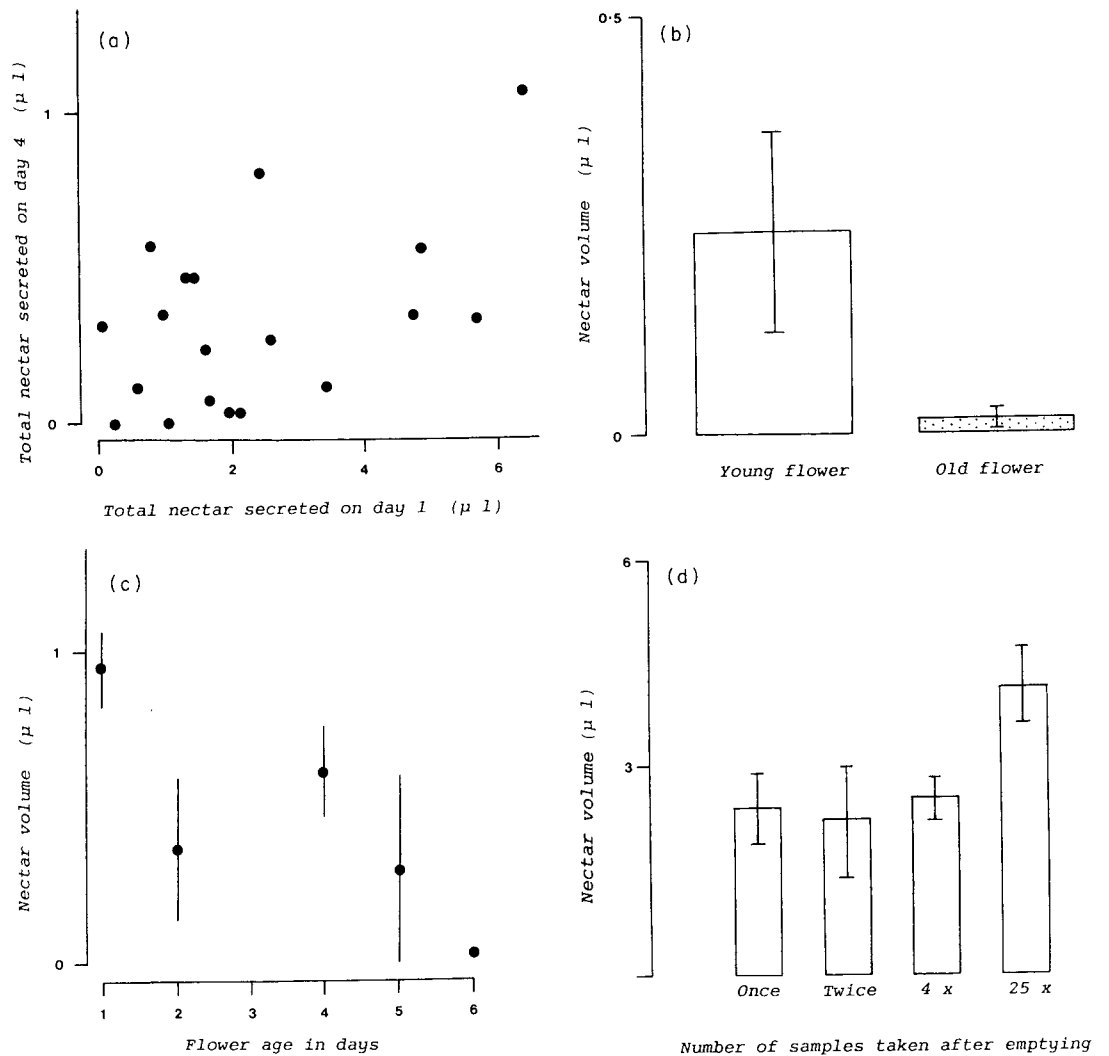 (a)
Total nectar secreted on day 4 (µ l)
1
0
0 2 4 6
Total nectar secreted on day 1 (µ l)
(b)
Nectar volume (µ l)
0·5
0
Young flower Old flower
(c)
Nectar volume (µ l)
1
0
1 2 3 4 5 6
Flower age in days
(d)
Nectar volume (µ l)
6
3
Once Twice 4 x 25 x
Number of samples taken after emptying